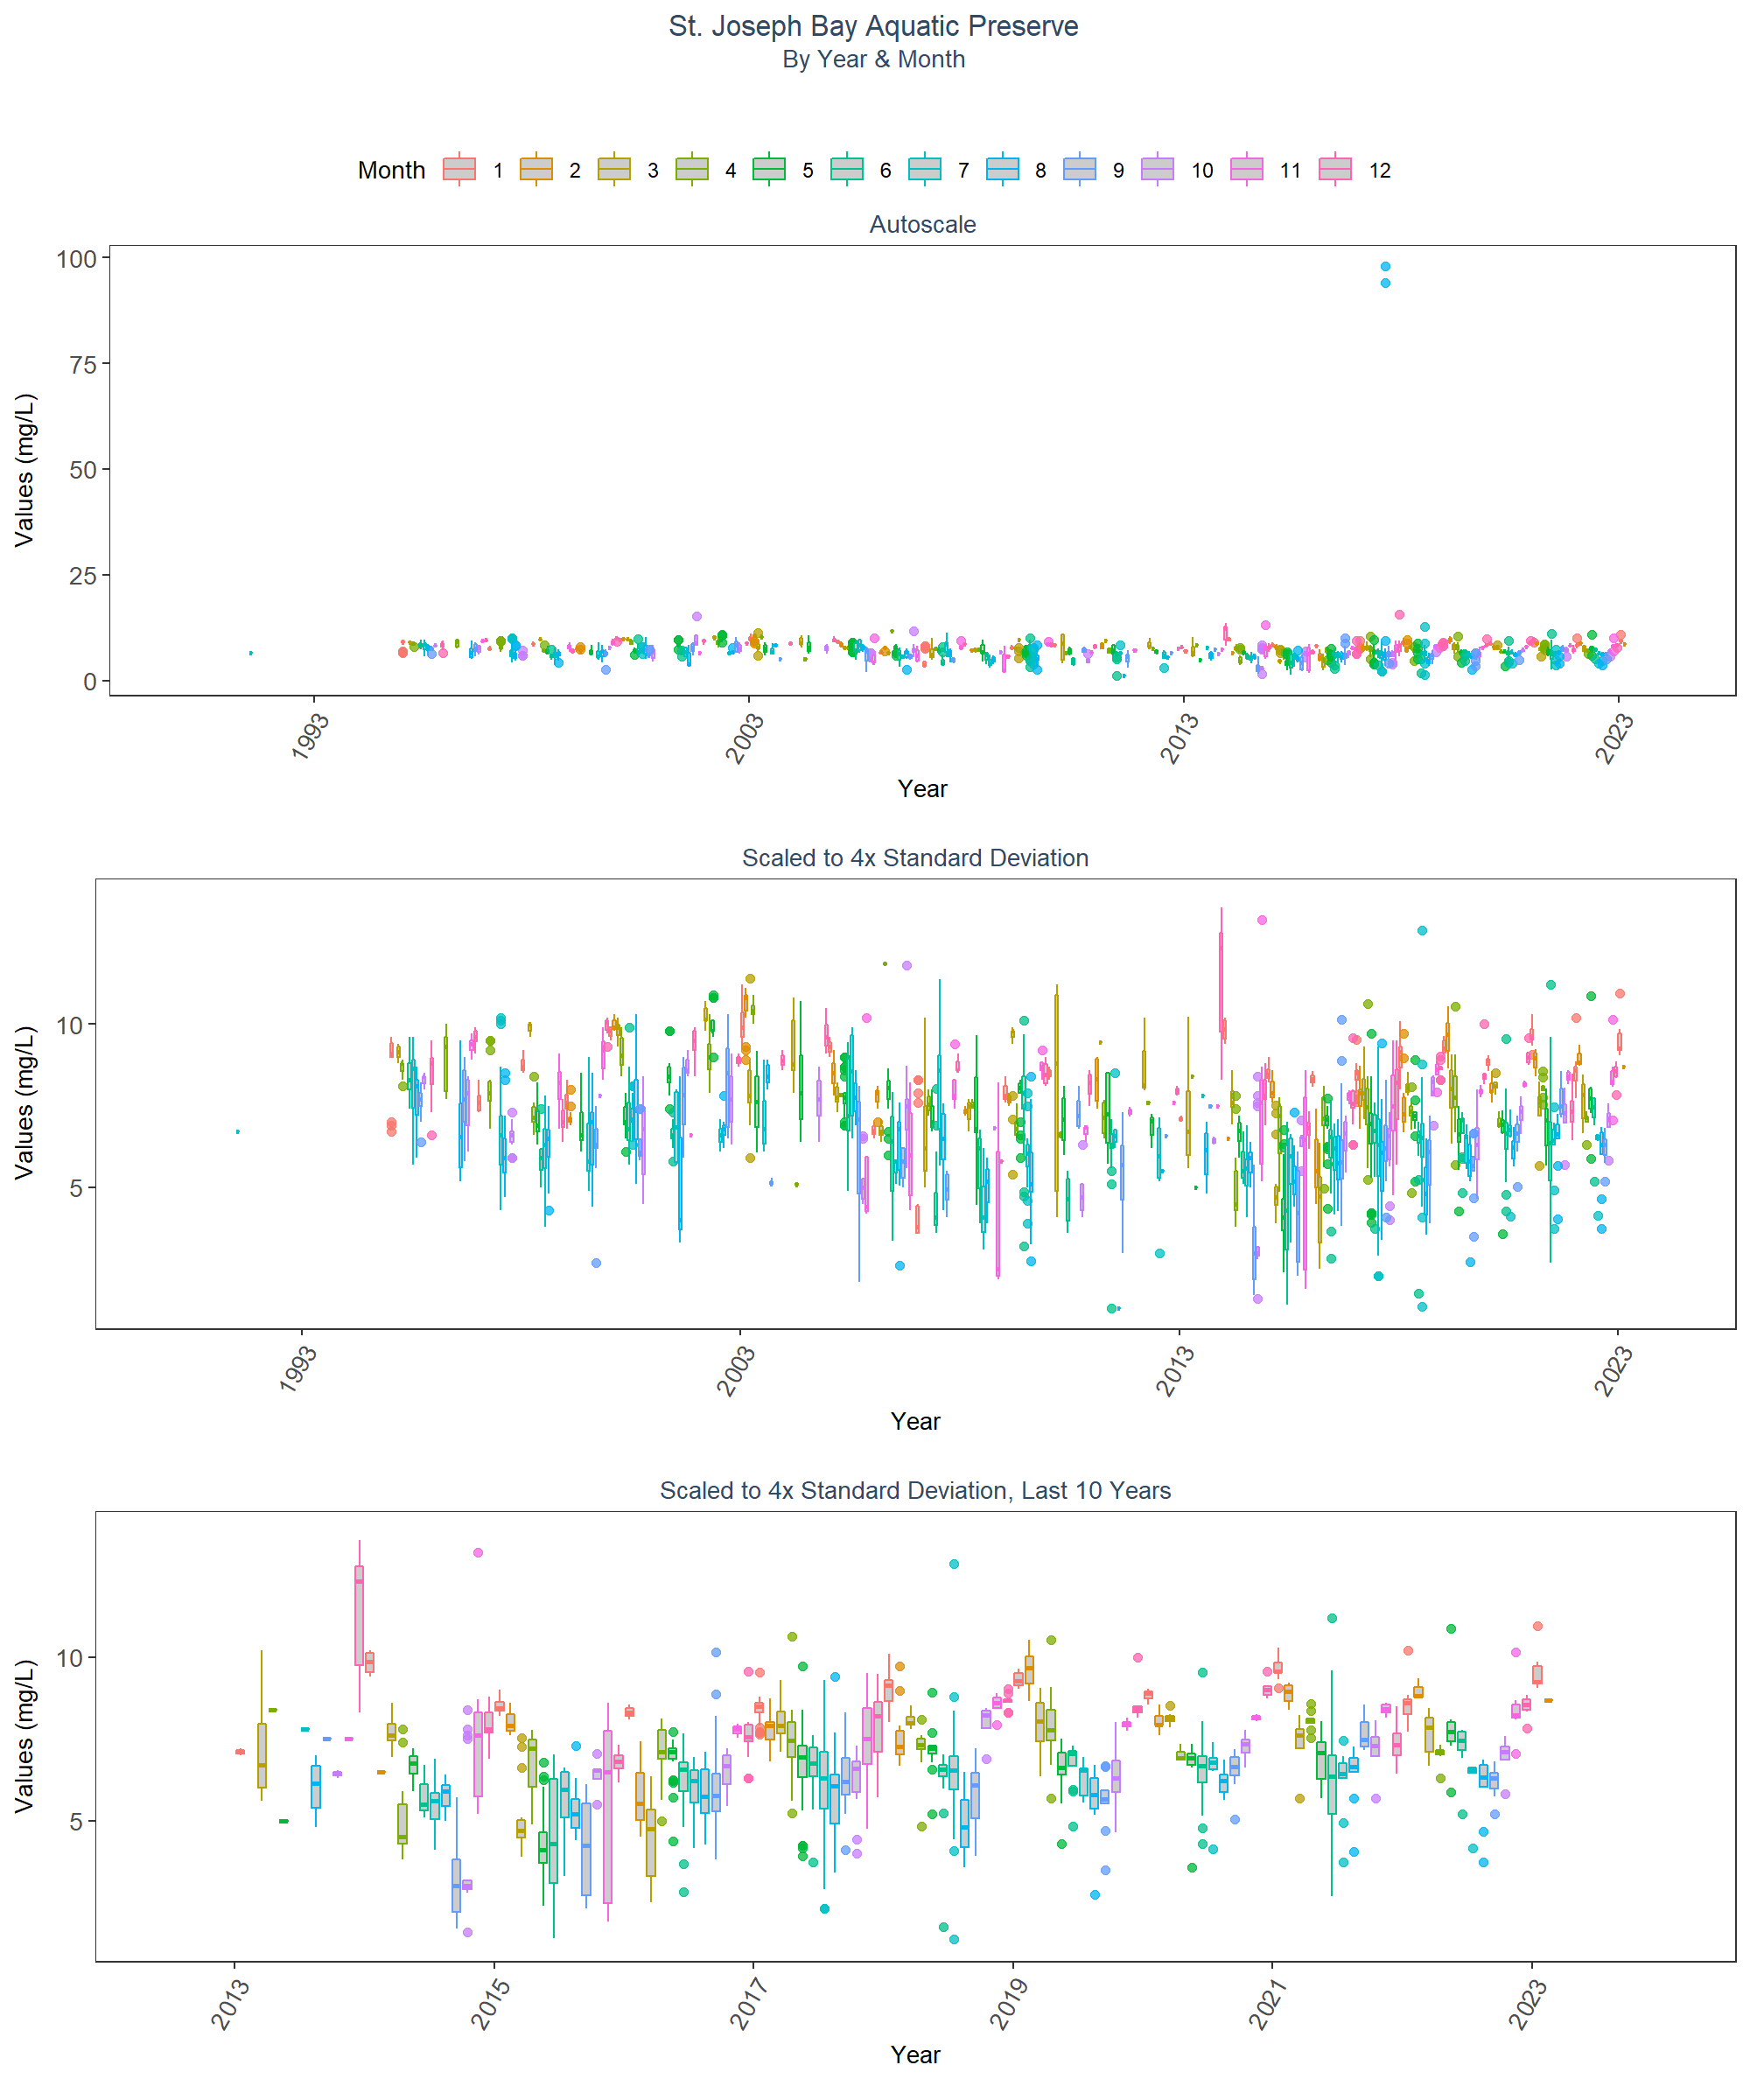 St. Joseph Bay Aquatic Preserve
By Year & Month
Month 1 2 3 4 5 6 7 8 9 10 11 12
Autoscale
100
75
50
25
0
Values (mg/L)
1993 2003 2013 2023
Year
Scaled to 4x Standard Deviation
10
5
Values (mg/L)
1993 2003 2013 2023
Year
Scaled to 4x Standard Deviation, Last 10 Years
10
5
Values (mg/L)
2013 2015 2017 2019 2021 2023
Year